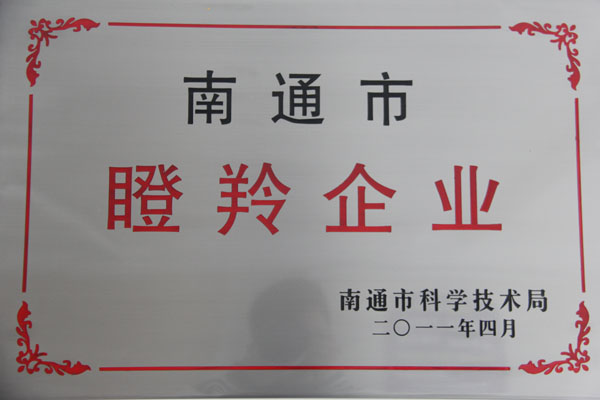 南通市
瞪羚企业
南通市科学技术局
二〇一一年四月